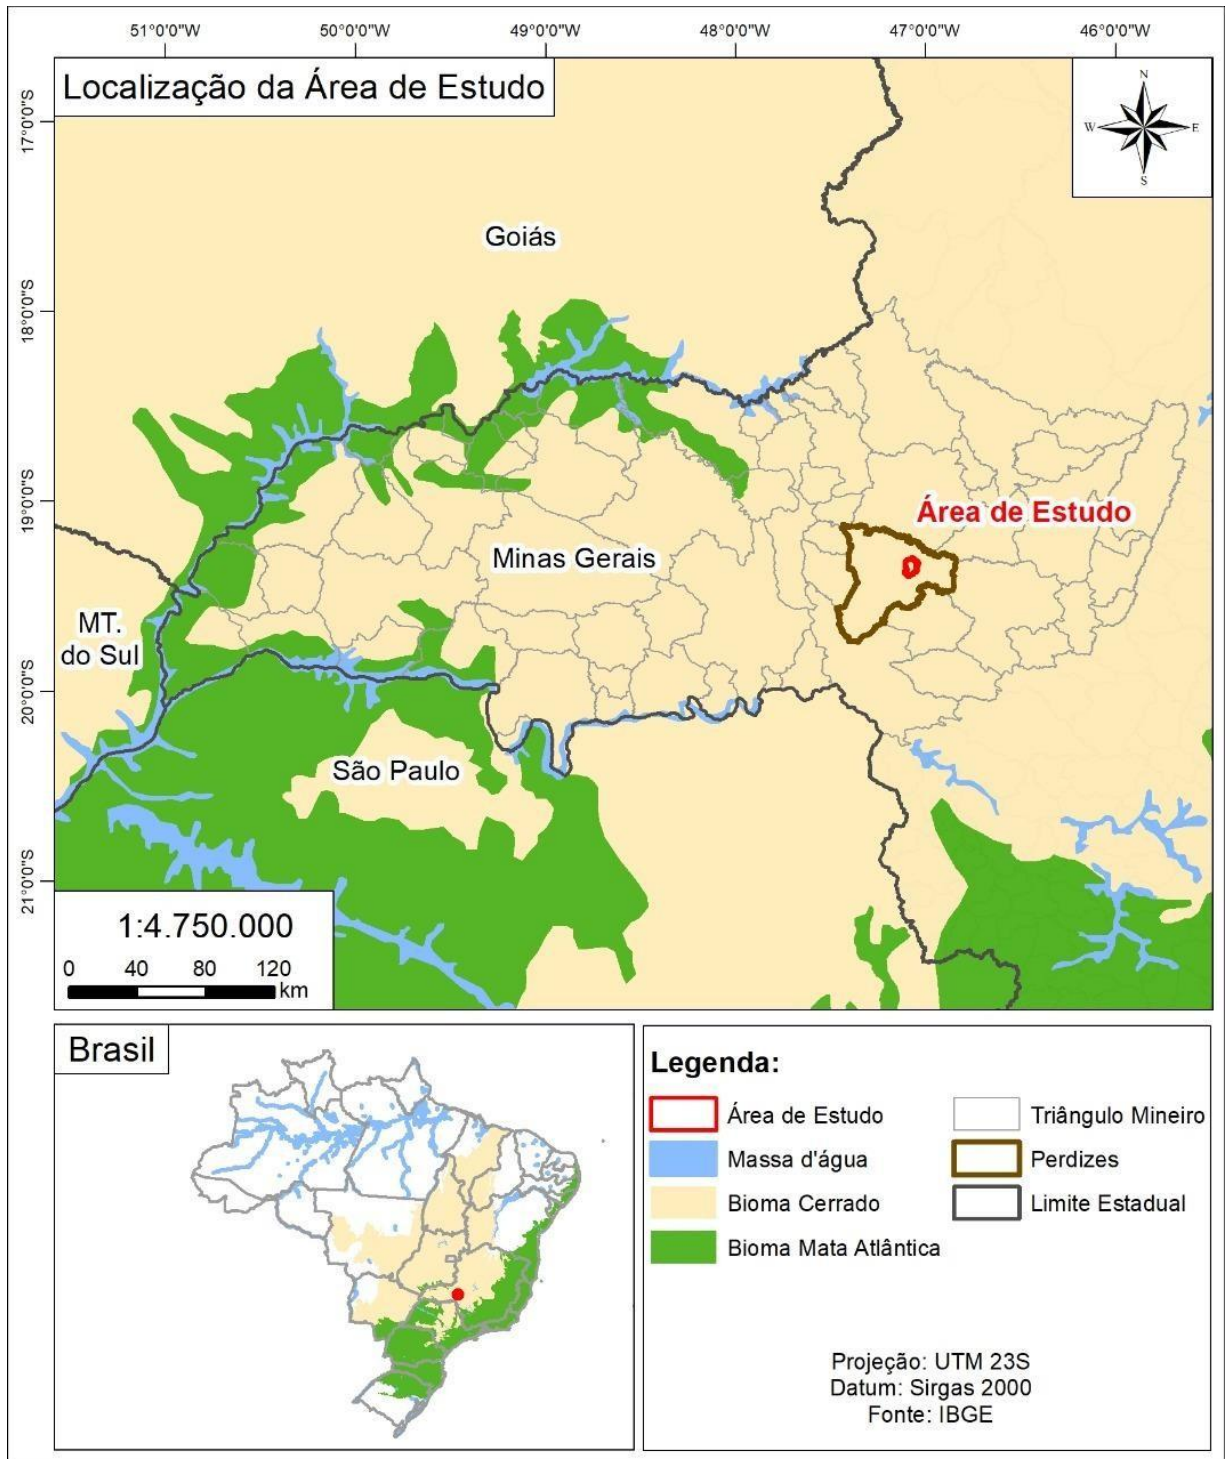 51°0'0"W 50°0'0"W 49°0'0"W 48°0'0"W 47°0'0"W 46°0'0"W
Localização da Área de Estudo
N
W E
S
17°0'0"S
Goiás
18°0'0"S
19°0'0"S
Área de Estudo
Minas Gerais
MT.
do Sul
20°0'0"S
São Paulo
21°0'0"S
1:4.750.000
0 40 80 120
km
Brasil
Legenda:
Área de Estudo
Massa d'água
Bioma Cerrado
Bioma Mata Atlântica
Triângulo Mineiro
Perdizes
Limite Estadual
Projeção: UTM 23S
Datum: Sirgas 2000
Fonte: IBGE